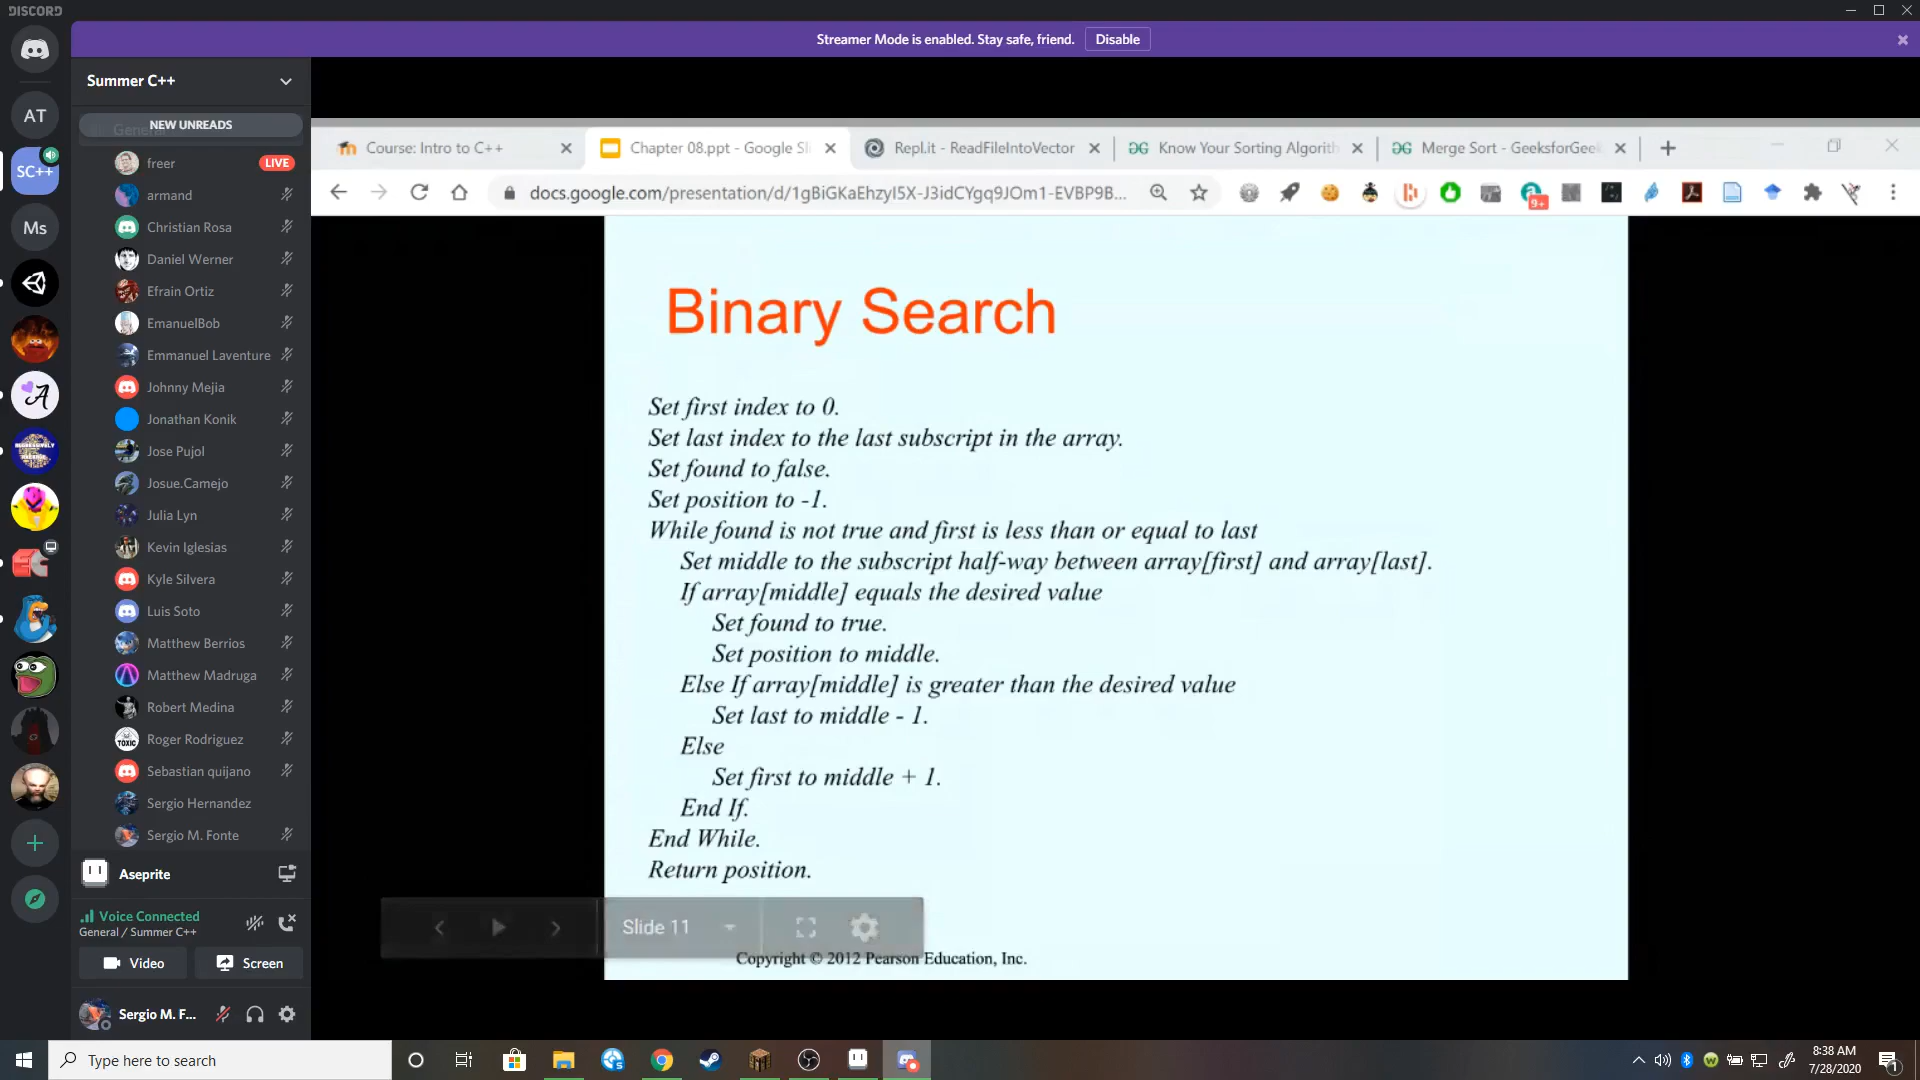 DISCORD
Streamer Mode is enabled. Stay safe, friend.
Disable
AT
SC++
Ms
Summer C++
NEW UNREADS
General
freer
LIVE
armand
Christian Rosa
Daniel Werner
Efrain Ortiz
EmanuelBob
Emmanuel Laventure
Johnny Mejia
Jonathan Konik
Jose Pujol
Josue.Camejo
Julia Lyn
Kevin Iglesias
Kyle Silvera
Luis Soto
Matthew Berrios
Matthew Madruga
Robert Medina
TOXIC
Roger Rodriguez
Sebastian quijano
Sergio Hernandez
Sergio M. Fonte
Aseprite
Voice Connected
General / Summer C++
Video
Screen
Sergio M. F...
Course: Intro to C++
Chapter 08.ppt - Google Sl
Repl.it - ReadFileIntoVector
Know Your Sorting Algorith
Merge Sort - GeeksforGeek
docs.google.com/presentation/d/1gBiGKaEhzyI5X-J3idCYgq9JOm1-EVBP9B...
9+
Binary Search
Set first index to 0.
Set last index to the last subscript in the array.
Set found to false.
Set position to -1.
While found is not true and first is less than or equal to last
Set middle to the subscript half-way between array[first] and array[last].
If array[middle] equals the desired value
Set found to true.
Set position to middle.
Else If array[middle] is greater than the desired value
Set last to middle - 1.
Else
Set first to middle + 1.
End If.
End While.
Return position.
Slide 11
Copyright © 2012 Pearson Education, Inc.
Type here to search
8:38 AM
7/28/2020
1